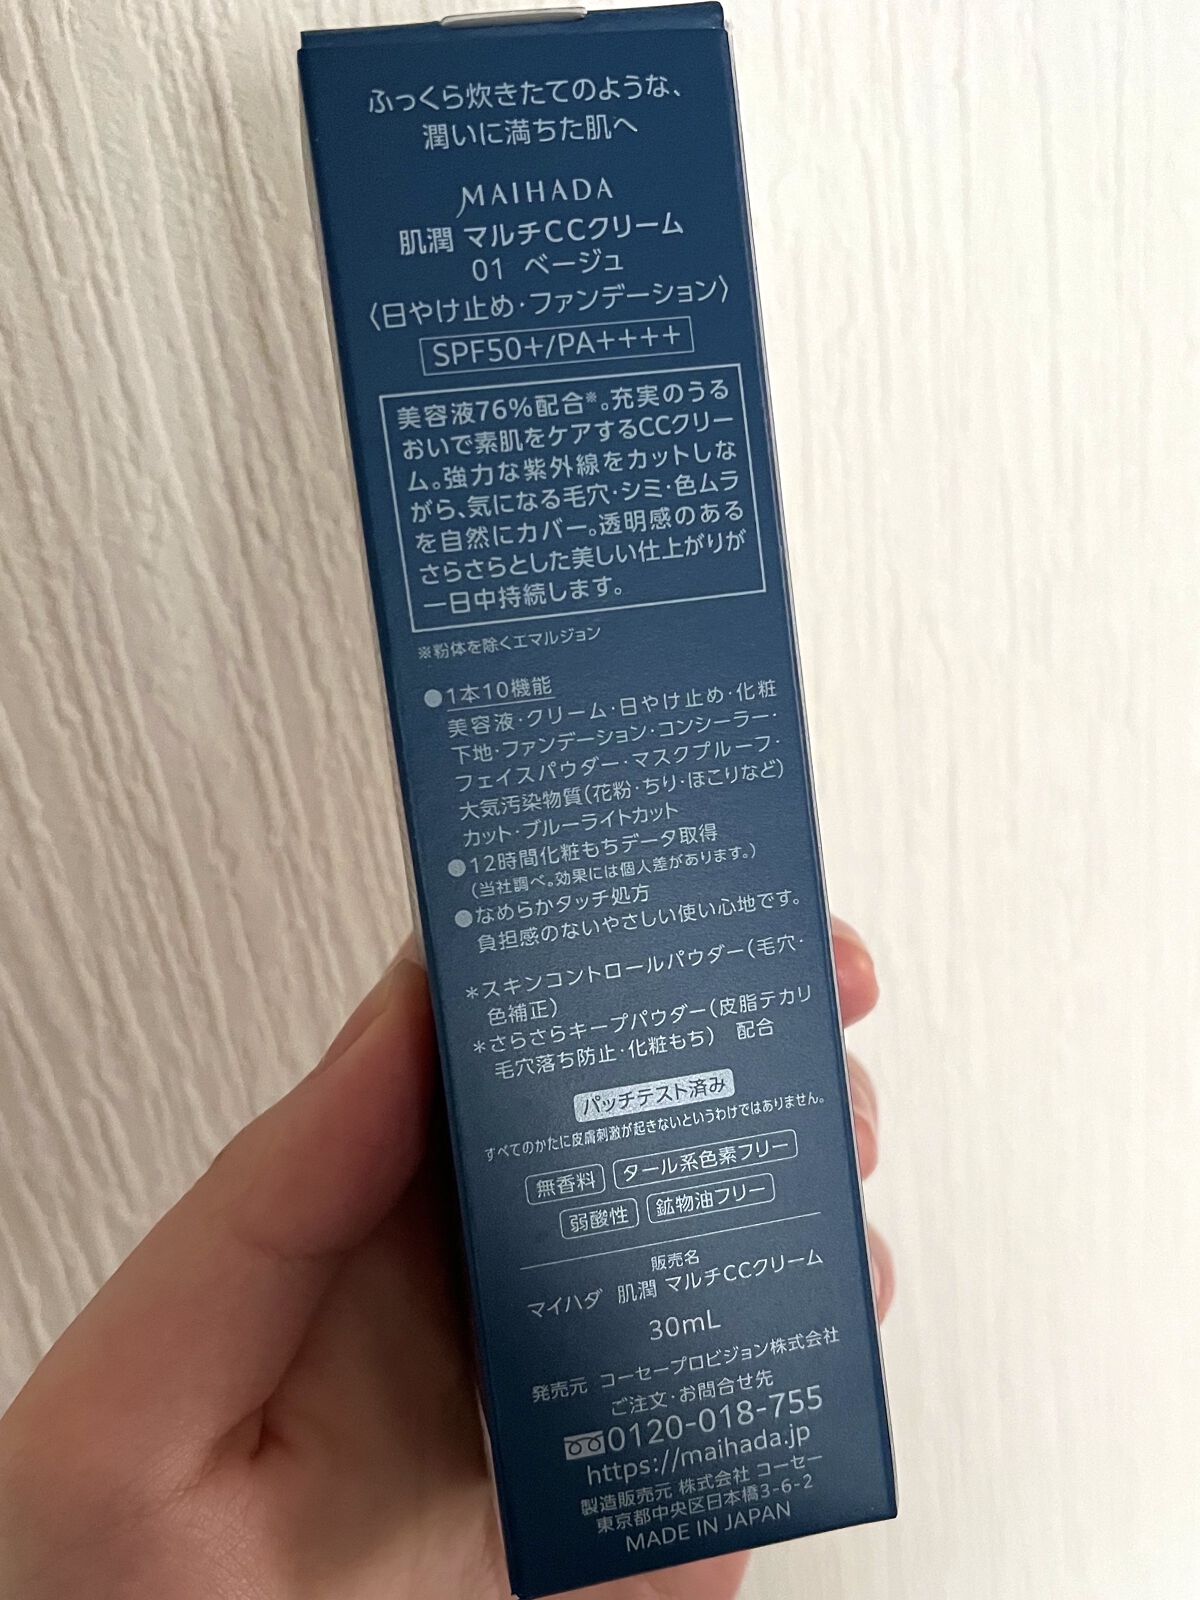 ふっくら炊きたてのような、
潤いに満ちた肌へ
MAIHADA
肌潤 マルチCCクリーム
01 ベージュ
〈日やけ止め・ファンデーション〉
SPF50+/PA++++
美容液76%配合※。充実のうる
おいで素肌をケアするCCクリー
ム。強力な紫外線をカットしな
がら、気になる毛穴・シミ・色ムラ
を自然にカバー。透明感のある
さらさらとした美しい仕上がりが
一日中持続します。
※粉体を除くエマルジョン
●1本10機能
美容液・クリーム・日やけ止め・化粧
下地・ファンデーション・コンシーラー・
フェイスパウダー・マスクプルーフ・
大気汚染物質(花粉・ちり・ほこりなど)
カット・ブルーライトカット
●12時間化粧もちデータ取得
(当社調べ。効果には個人差があります。)
●なめらかタッチ処方
負担感のないやさしい使い心地です。
*スキンコントロールパウダー(毛穴・
色補正)
*さらさらキープパウダー(皮脂テカリ
毛穴落ち防止・化粧もち) 配合
パッチテスト済み
すべてのかたに皮膚刺激が起きないというわけではありません。
無香料 タール系色素フリー
弱酸性 鉱物油フリー
販売名
マイハダ 肌潤 マルチCCクリーム
30mL
発売元 コーセープロビジョン株式会社
ご注文・お問合せ先
0120-018-755
https://maihada.jp
製造販売元 株式会社 コーセー
東京都中央区日本橋3-6-2
MADE IN JAPAN